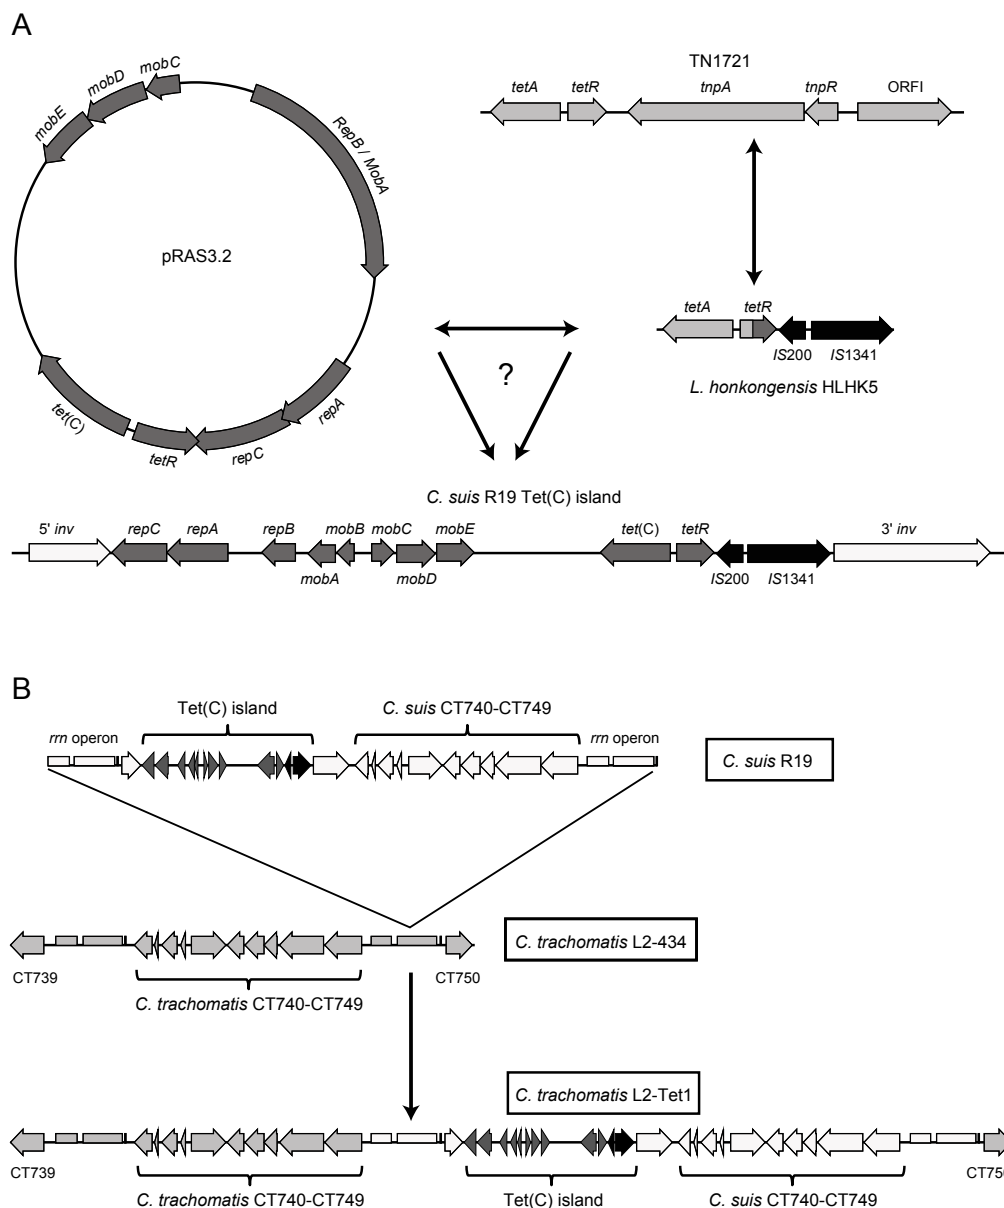 A
mobC
mobD
mobE
RepB / MobA
pRAS3.2
tet(C)
tetR
repC
repA
TN1721
tetA tetR tnpA tnpR ORFI
tetA tetR
IS200 IS1341
L. honkongensis HLHK5
?
C. suis R19 Tet(C) island
5' inv repC repA repB mobB mobC mobE tet(C) tetR 3' inv
mobA mobD IS200 IS1341
B
Tet(C) island C. suis CT740-CT749
rrn operon rrn operon
C. suis R19
C. trachomatis L2-434
CT739 CT750
C. trachomatis CT740-CT749
C. trachomatis L2-Tet1
CT739 CT750
C. trachomatis CT740-CT749 Tet(C) island C. suis CT740-CT749